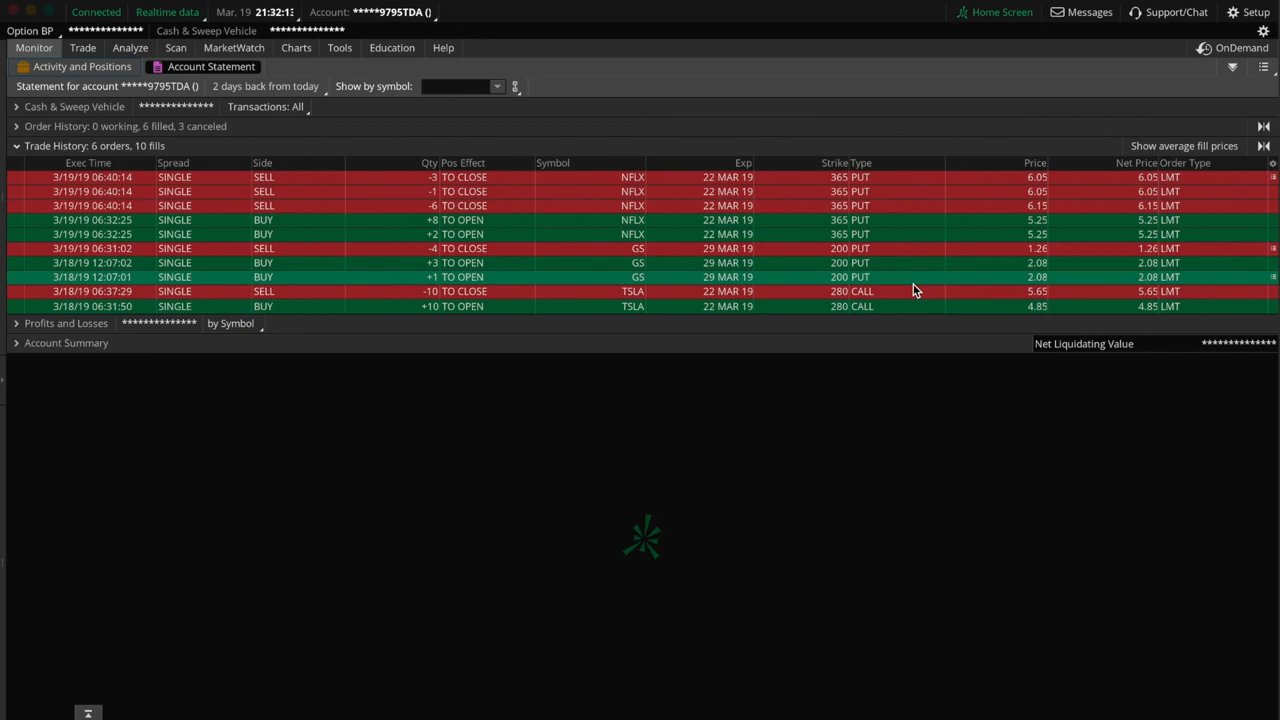 Connected Realtime data Mar, 19 21:32:13 Account: *****9795TDA () Home Screen Messages Support/Chat Setup
Option BP ************** Cash & Sweep Vehicle **************
Monitor Trade Analyze Scan MarketWatch Charts Tools Education Help OnDemand
Activity and Positions Account Statement
Statement for account *****9795TDA () 2 days back from today Show by symbol:
Cash & Sweep Vehicle ************** Transactions: All
Order History: 0 working, 6 filled, 3 canceled
Trade History: 6 orders, 10 fills Show average fill prices
Exec Time Spread Side Qty Pos Effect Symbol Exp Strike Type Price Net Price Order Type
3/19/19 06:40:14 SINGLE SELL -3 TO CLOSE NFLX 22 MAR 19 365 PUT 6.05 6.05 LMT
3/19/19 06:40:14 SINGLE SELL -1 TO CLOSE NFLX 22 MAR 19 365 PUT 6.05 6.05 LMT
3/19/19 06:40:14 SINGLE SELL -6 TO CLOSE NFLX 22 MAR 19 365 PUT 6.15 6.15 LMT
3/19/19 06:32:25 SINGLE BUY +8 TO OPEN NFLX 22 MAR 19 365 PUT 5.25 5.25 LMT
3/19/19 06:32:25 SINGLE BUY +2 TO OPEN NFLX 22 MAR 19 365 PUT 5.25 5.25 LMT
3/19/19 06:31:02 SINGLE SELL -4 TO CLOSE GS 29 MAR 19 200 PUT 1.26 1.26 LMT
3/18/19 12:07:02 SINGLE BUY +3 TO OPEN GS 29 MAR 19 200 PUT 2.08 2.08 LMT
3/18/19 12:07:01 SINGLE BUY +1 TO OPEN GS 29 MAR 19 200 PUT 2.08 2.08 LMT
3/18/19 06:37:29 SINGLE SELL -10 TO CLOSE TSLA 22 MAR 19 280 CALL 5.65 5.65 LMT
3/18/19 06:31:50 SINGLE BUY +10 TO OPEN TSLA 22 MAR 19 280 CALL 4.85 4.85 LMT
Profits and Losses ************** by Symbol
Account Summary Net Liquidating Value **************